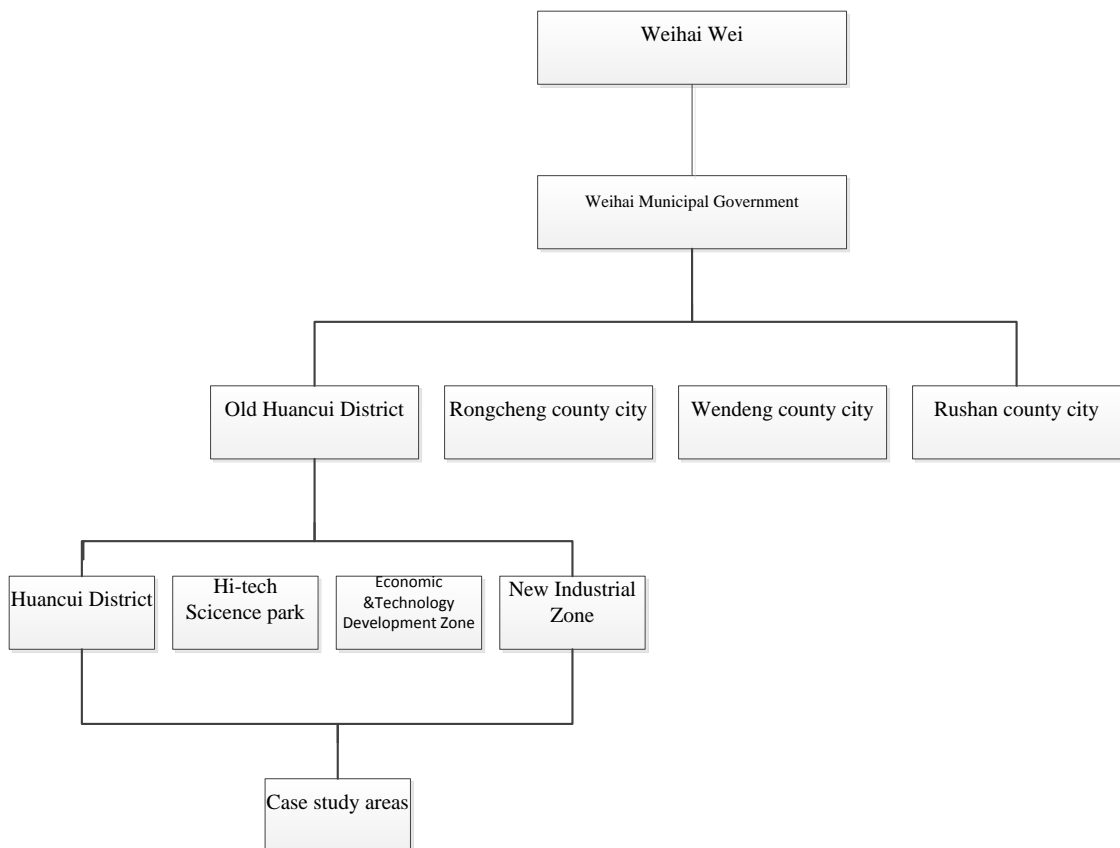 Weihai Wei
Weihai Municipal Government
Old Huancui District
Rongcheng county city
Wendeng county city
Rushan county city
Huancui District
Hi-tech
Scicence park
Economic
&Technology
Development Zone
New Industrial
Zone
Case study areas